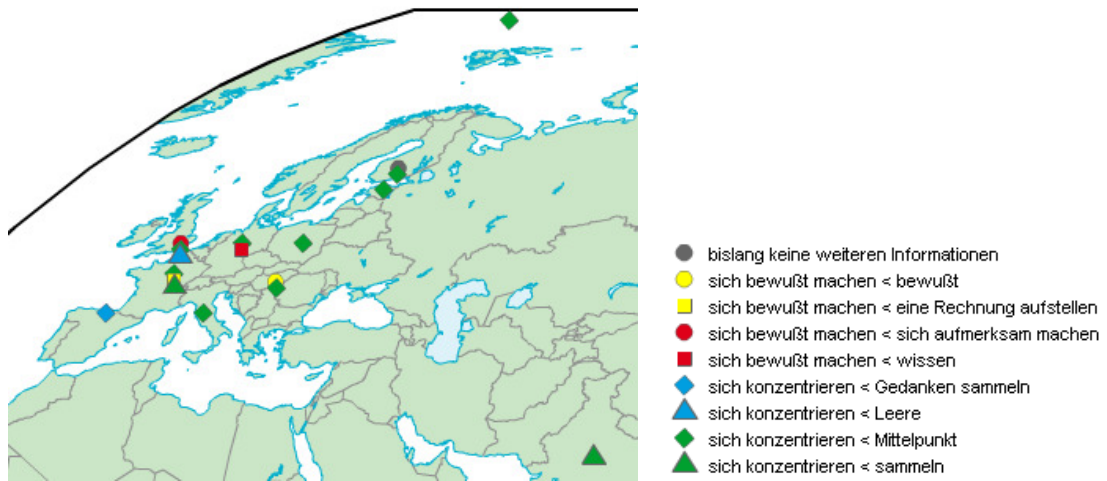 bislang keine weiteren Informationen
sich bewußt machen < bewußt
sich bewußt machen < eine Rechnung aufstellen
sich bewußt machen < sich aufmerksam machen
sich bewußt machen < wissen
sich konzentrieren < Gedanken sammeln
sich konzentrieren < Leere
sich konzentrieren < Mittelpunkt
sich konzentrieren < sammeln